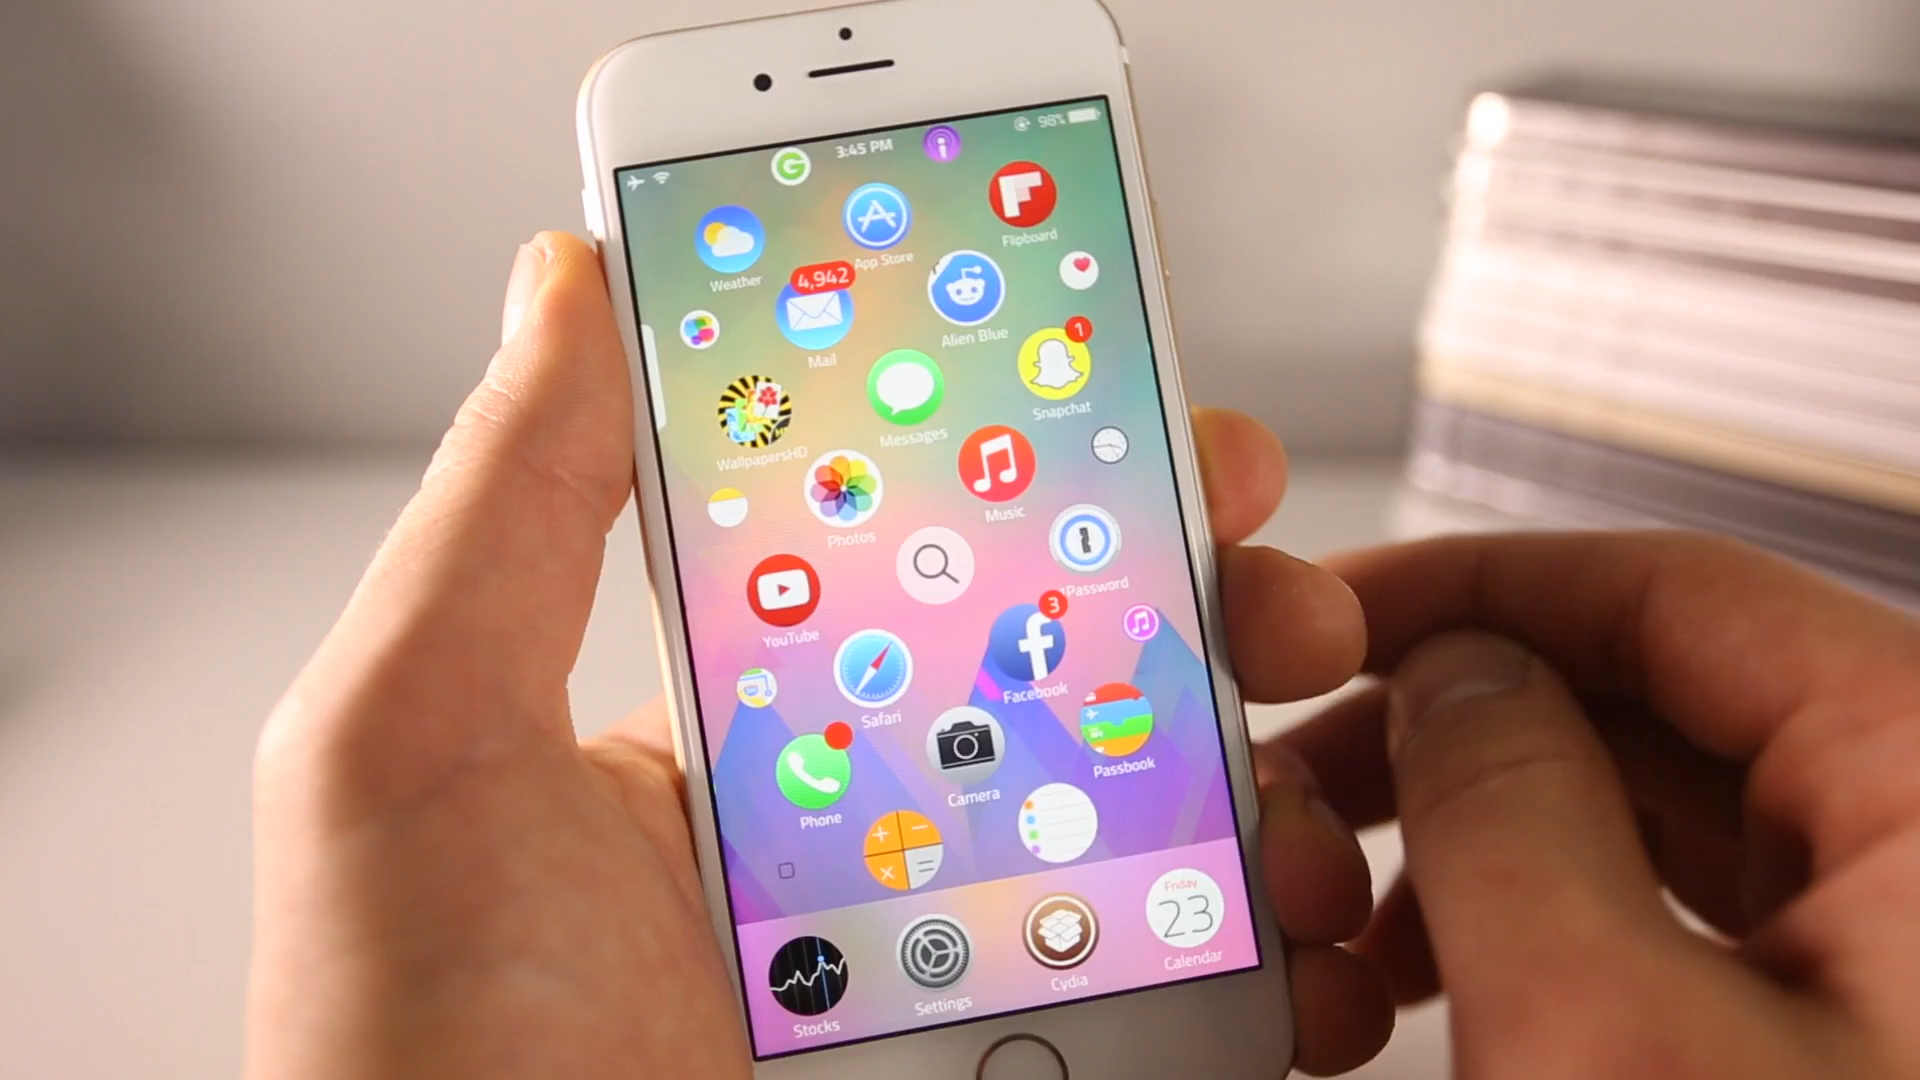 3:45 PM
98%
Weather
App Store
Flipboard
4,942
Mail
Alien Blue
1
Snapchat
WallpapersHD
Messages
Photos
Music
YouTube
Password
3
Facebook
Safari
Phone
Camera
Passbook
Stocks
Settings
Cydia
Friday
23
Calendar